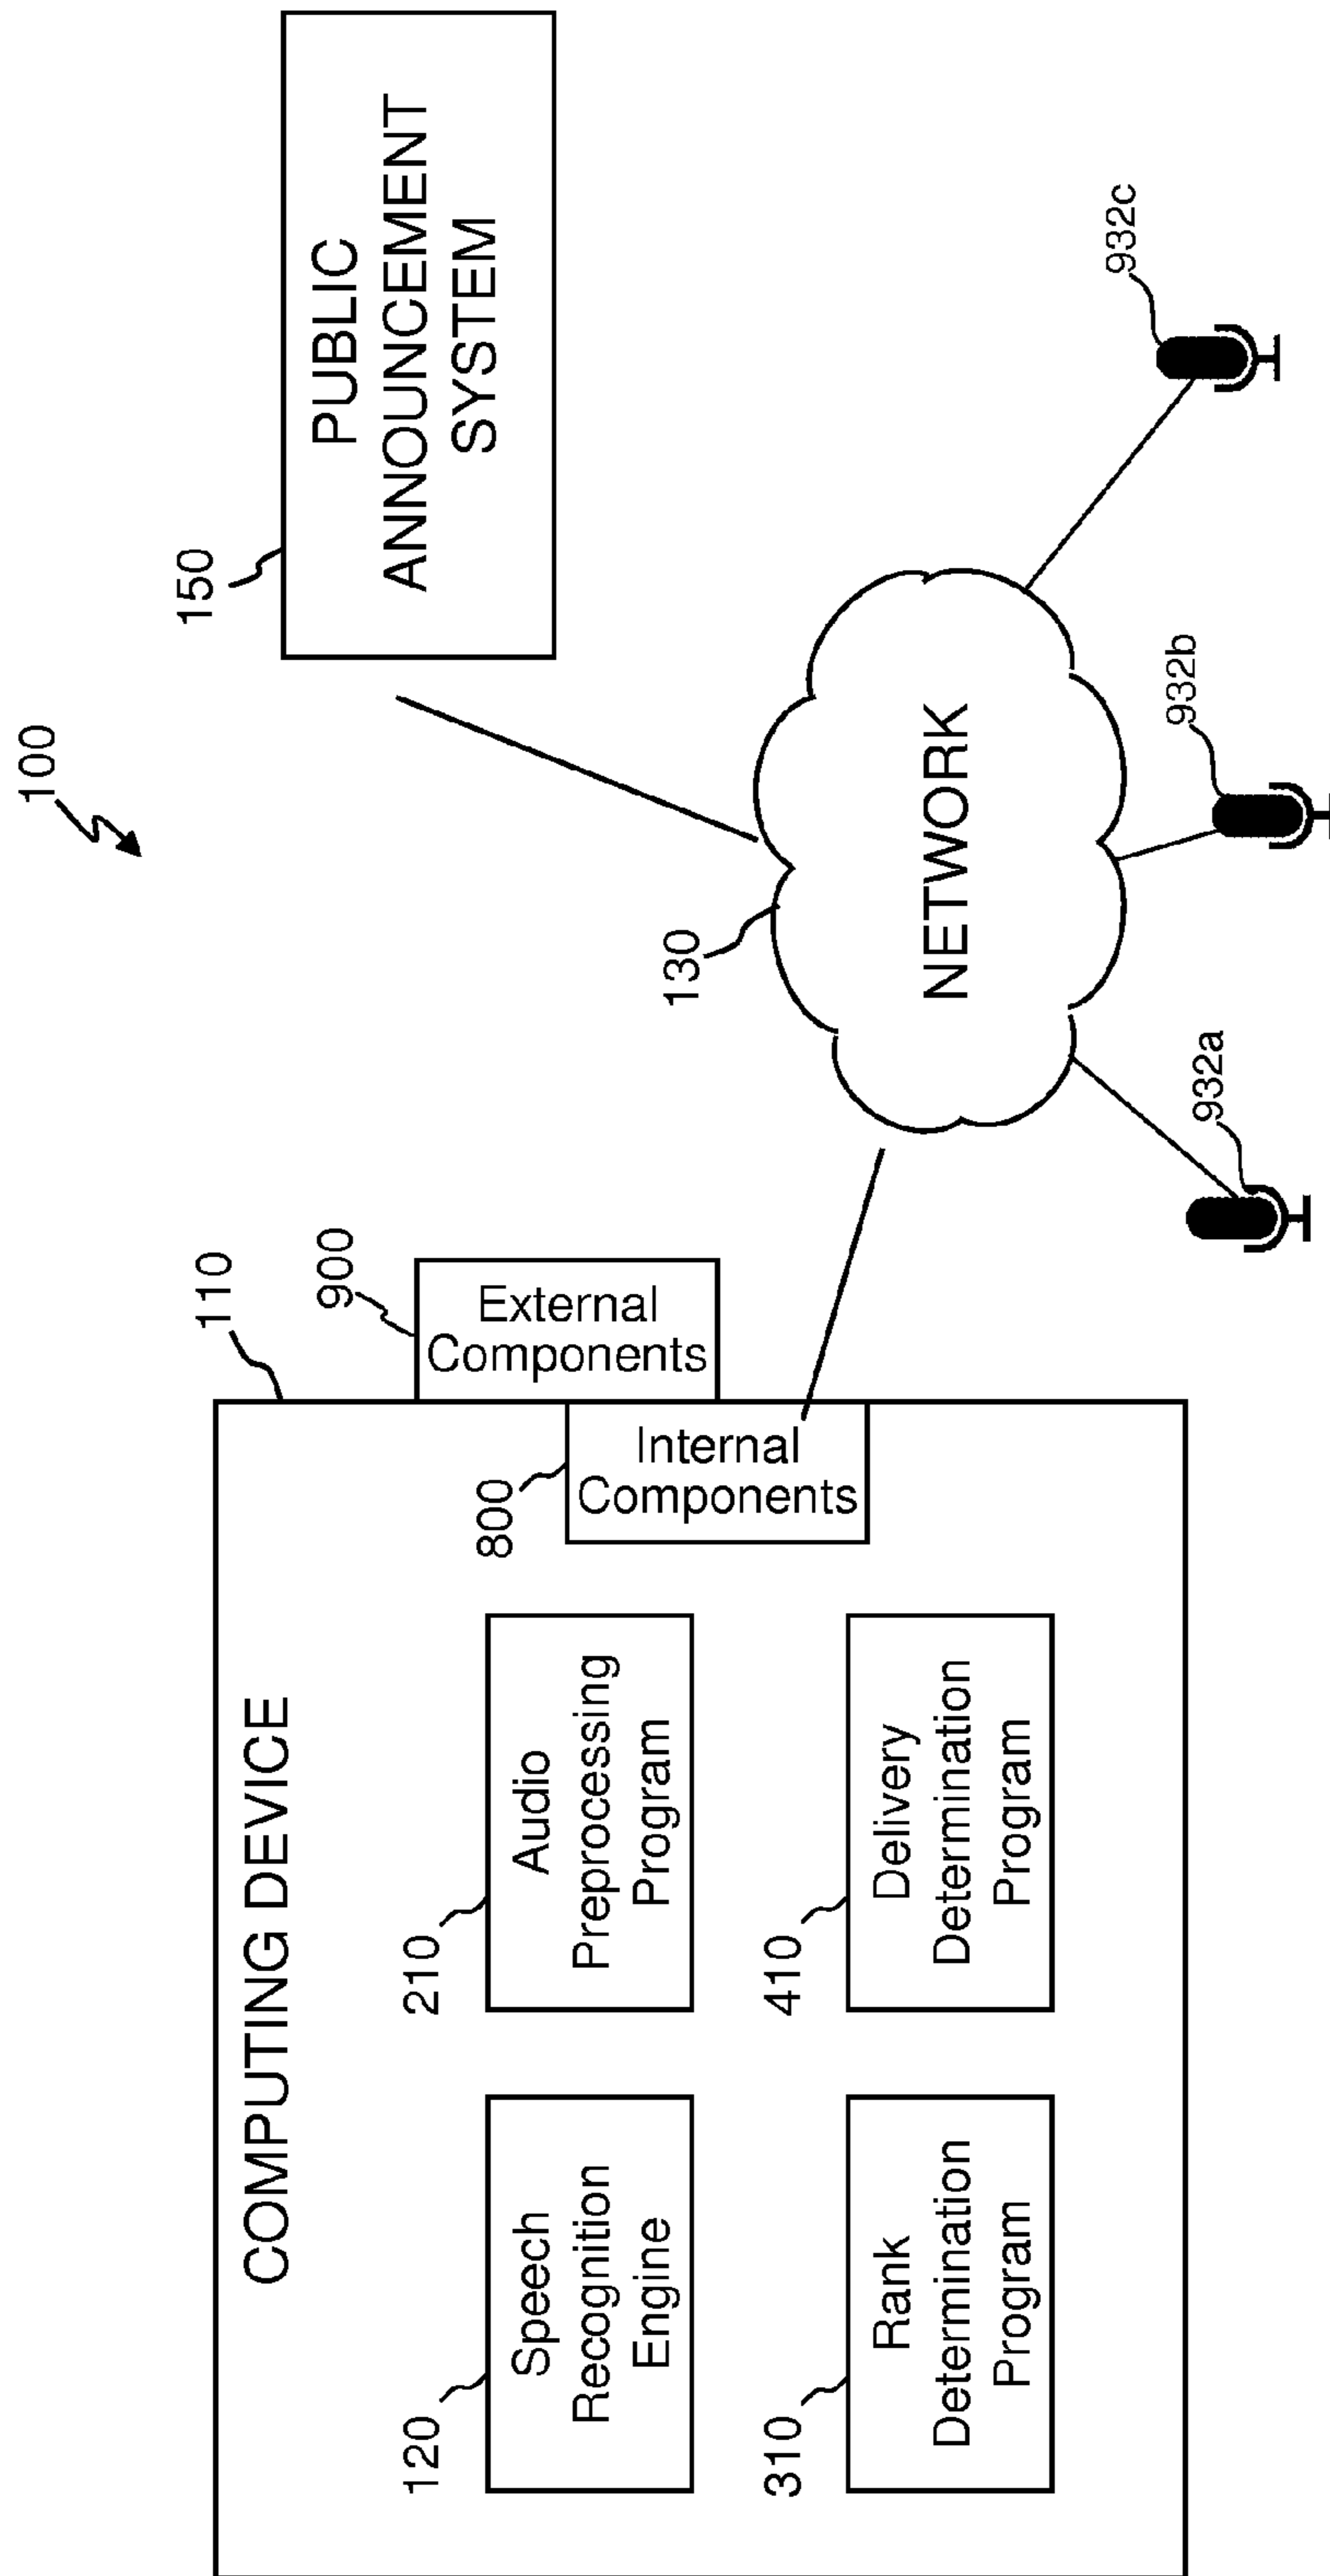 100
COMPUTING DEVICE
110
120
Speech
Recognition
Engine
210
Audio
Preprocessing
Program
310
Rank
Determination
Program
410
Delivery
Determination
Program
900
External
Components
800
Internal
Components
150
PUBLIC
ANNOUNCEMENT
SYSTEM
130
NETWORK
932a
932b
932c